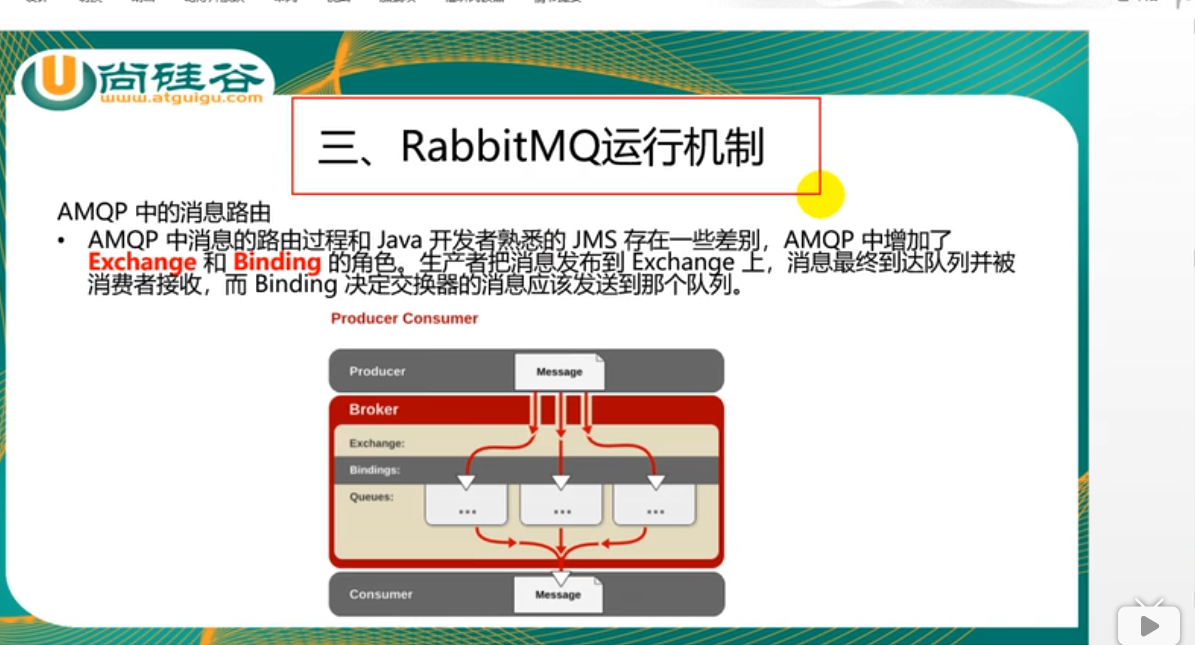 尚硅谷
www.atguigu.com
三、RabbitMQ运行机制
AMQP 中的消息路由
• AMQP 中消息的路由过程和 Java 开发者熟悉的 JMS 存在一些差别，AMQP 中增加了
Exchange 和 Binding 的角色。生产者把消息发布到 Exchange 上，消息最终到达队列并被
消费者接收，而 Binding 决定交换器的消息应该发送到那个队列。
Producer Consumer
Producer
Message
Broker
Exchange:
Bindings:
Queues:
...
...
...
Consumer
Message